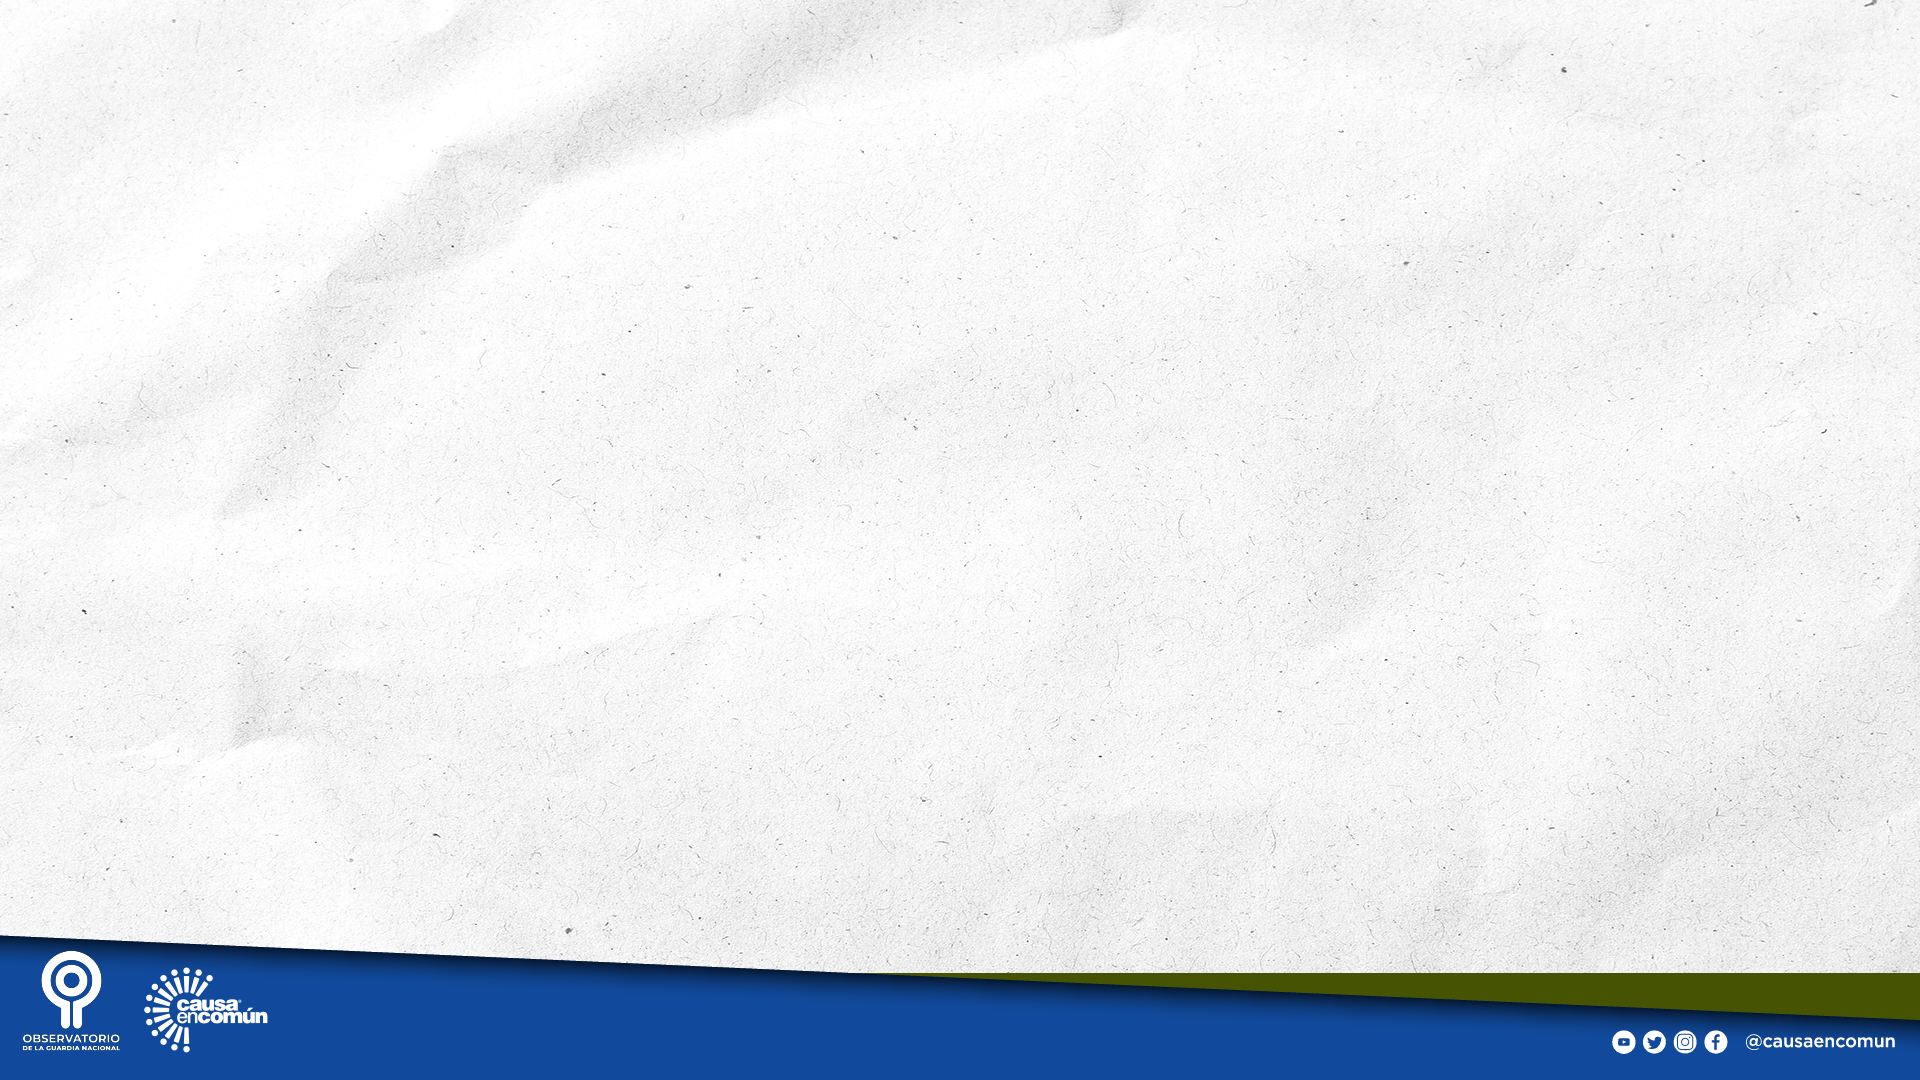 OBSERVATORIO
DE LA GUARDIA NACIONAL
causa
encomún
@causaencomun